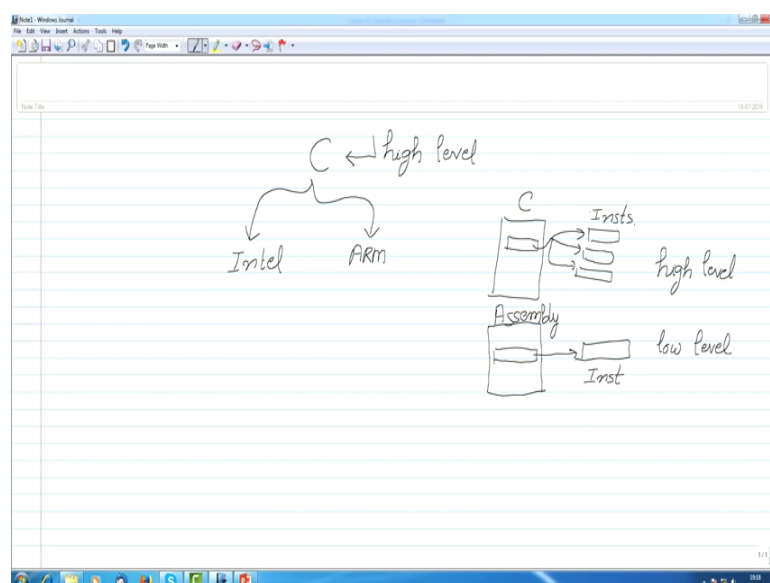 Note1 - Windows Journal
File Edit View Insert Actions Tools Help
Page Width
Note Title
18-07-2016
C ← high level
Intel
ARM
C
Insts.
high level
Assembly
low level
Inst
1/1